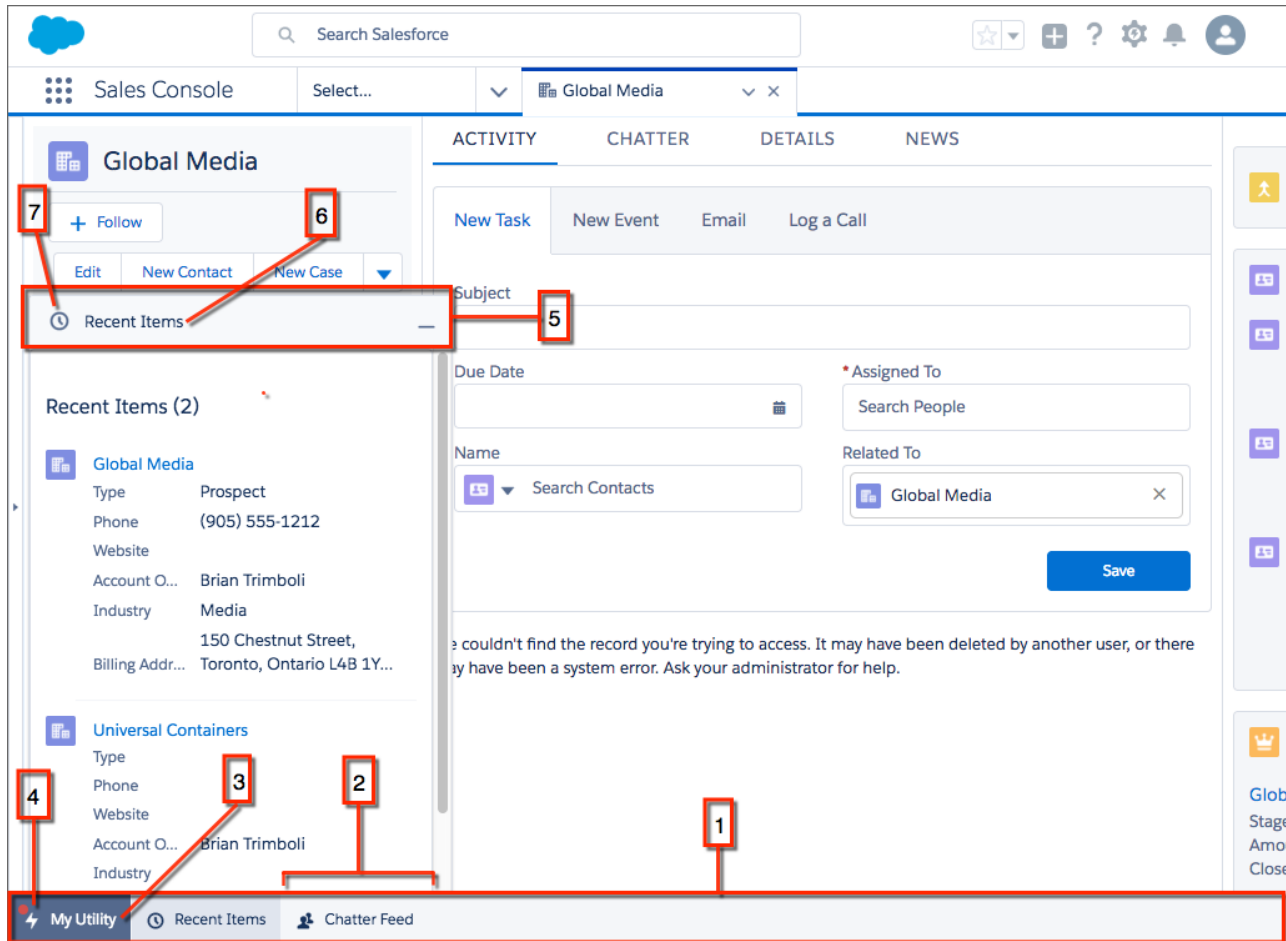 Search Salesforce
Sales Console
Select...
Global Media
Global Media
ACTIVITY CHATTER DETAILS NEWS
7
6
+ Follow
New Task New Event Email Log a Call
Edit New Contact New Case
Subject
5
Recent Items
Due Date
*Assigned To
Search People
Recent Items (2)
Name
Related To
Search Contacts
Global Media
Global Media
Type Prospect
Phone (905) 555-1212
Website
Account O... Brian Trimboli
Industry Media
Billing Addr... 150 Chestnut Street,
Toronto, Ontario L4B 1Y...
Save
e couldn't find the record you're trying to access. It may have been deleted by another user, or there
ay have been a system error. Ask your administrator for help.
Universal Containers
Type
Phone
Website
Account O... Brian Trimboli
Industry
4
3
2
1
Glob
Stage
Amo
Close
My Utility Recent Items Chatter Feed